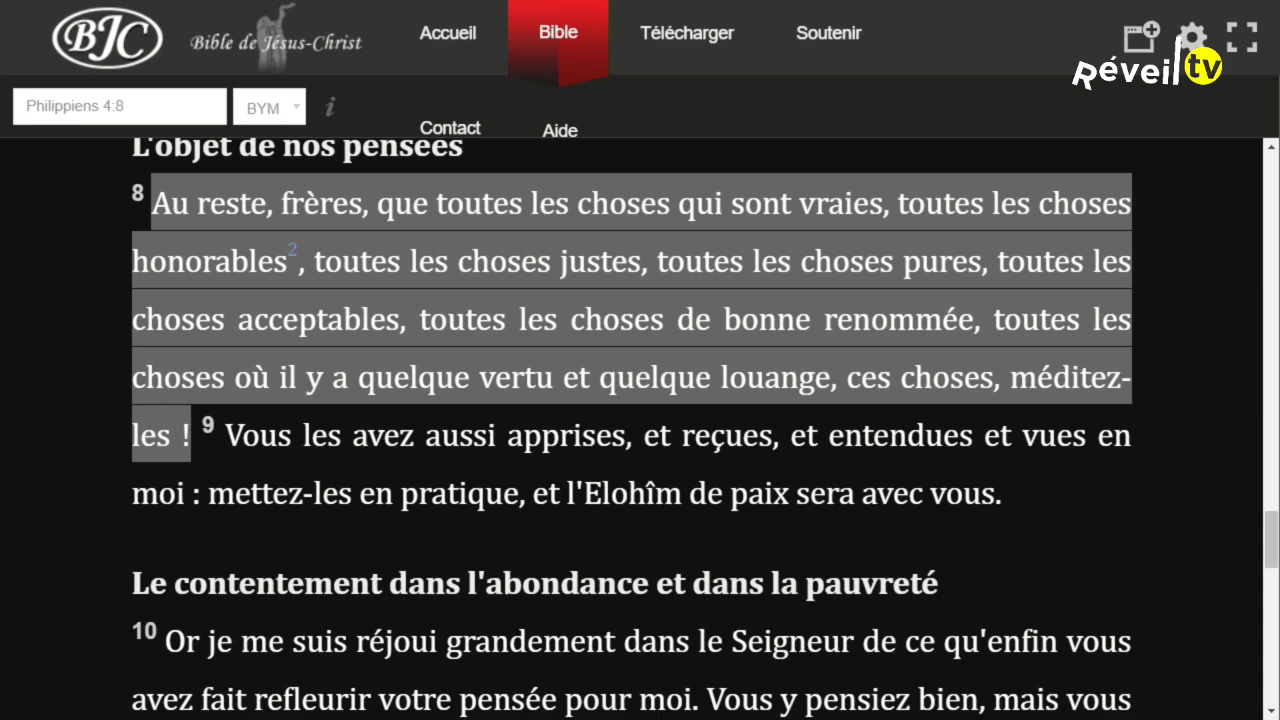 BJC
Bible de Jésus-Christ
Accueil
Bible
Télécharger
Soutenir
Réveil tv
Philippiens 4:8
BYM
i
Contact
Aide
L'objet de nos pensées
8 Au reste, frères, que toutes les choses qui sont vraies, toutes les choses
honorables2, toutes les choses justes, toutes les choses pures, toutes les
choses acceptables, toutes les choses de bonne renommée, toutes les
choses où il y a quelque vertu et quelque louange, ces choses, méditez-
les ! 9 Vous les avez aussi apprises, et reçues, et entendues et vues en
moi : mettez-les en pratique, et l'Elohîm de paix sera avec vous.
Le contentement dans l'abondance et dans la pauvreté
10 Or je me suis réjoui grandement dans le Seigneur de ce qu'enfin vous
avez fait refleurir votre pensée pour moi. Vous y pensiez bien, mais vous